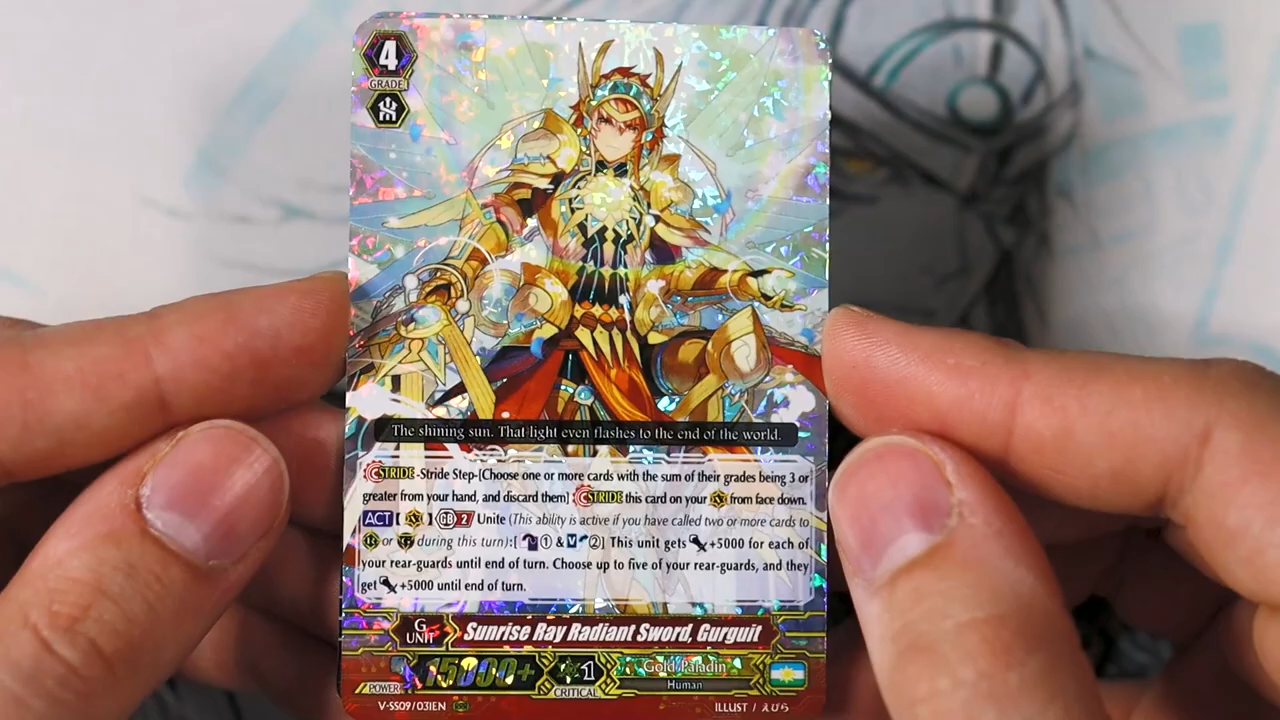 4
GRADE
The shining sun. That light even flashes to the end of the world.
STRIDE -Stride Step-[Choose one or more cards with the sum of their grades being 3 or
greater from your hand, and discard them] STRIDE this card on your from face down.
ACT [ ] GB 2 Unite (This ability is active if you have called two or more cards to
or during this turn):[ ① & V ②] This unit gets +5000 for each of
your rear-guards until end of turn. Choose up to five of your rear-guards, and they
get +5000 until end of turn.
G
UNIT
Sunrise Ray Radiant Sword, Gurguit
POWER 15000+ 1
CRITICAL
Gold Paladin
Human
V-SS09/031EN RRR ILLUST / えびら